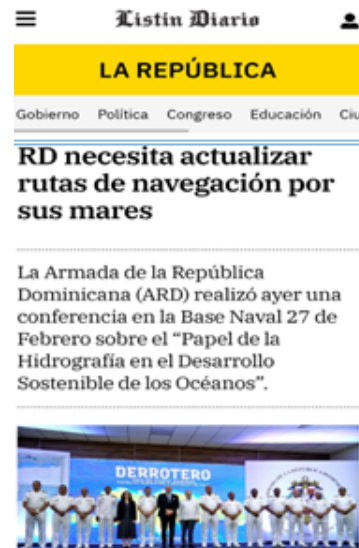 Listin Diario
LA REPÚBLICA
Gobierno Política Congreso Educación Ciu
RD necesita actualizar
rutas de navegación por
sus mares
La Armada de la República
Dominicana (ARD) realizó ayer una
conferencia en la Base Naval 27 de
Febrero sobre el “Papel de la
Hidrografía en el Desarrollo
Sostenible de los Océanos”.
DERROTERO